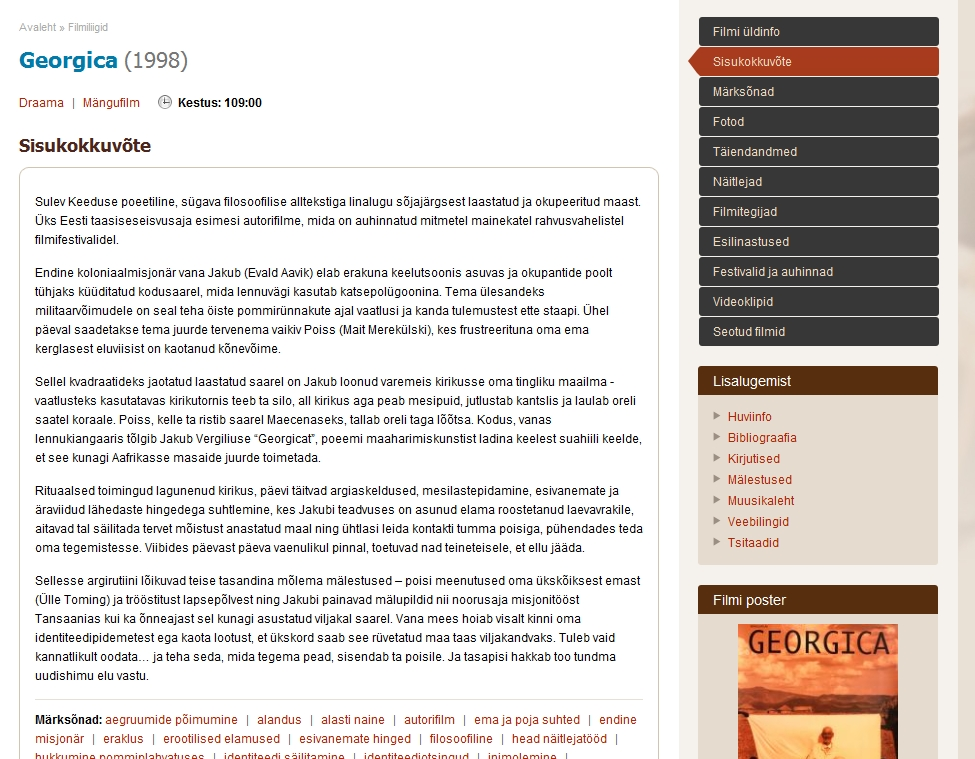 Avaleht » Filmiliigid
Georgica (1998)
Draama | Mängufilm Kestus: 109:00
Sisukokkuvõte
Sulev Keeduse poeetiline, sügava filosoofilise alltekstiga linalugu sõjajärgsest laastatud ja okupeeritud maast.
Üks Eesti taasiseseisvusaja esimesi autorifilme, mida on auhinnatud mitmetel mainekatel rahvusvahelistel
filmifestivalidel.
Endine koloniaalmisjonär vana Jakub (Evald Aavik) elab erakuna keelutsoonis asuvas ja okupantide poolt
tühjaks küüditatud kodusaarel, mida lennuvägi kasutab katsepolügoonina. Tema ülesandeks
militaarvõimudele on seal teha öiste pommirünnakute ajal vaatlusi ja kanda tulemustest ette staapi. Ühel
päeval saadetakse tema juurde tervenema vaikiv Poiss (Mait Merekülski), kes frustreerituna oma ema
kerglasest eluviisist on kaotanud kõnevõime.
Sellel kvadraatideks jaotatud laastatud saarel on Jakub loonud varemeis kirikusse oma tingliku maailma -
vaatlusteks kasutatavas kirikutornis teeb ta silo, all kirikus aga peab mesipuid, jutlustab kantslis ja laulab oreli
saatel koraale. Poiss, kelle ta ristib saarel Maecenaseks, tallab oreli taga lõõtsa. Kodus, vanas
lennukiangaaris tõlgib Jakub Vergiliuse “Georgicat”, poeemi maaharimiskunstist ladina keelest suahiili keelde,
et see kunagi Aafrikasse masaide juurde toimetada.
Rituaalsed toimingud lagunenud kirikus, päevi täitvad argiaskeldused, mesilastepidamine, esivanemate ja
äraviidud lähedaste hingedega suhtlemine, kes Jakubi teadvuses on asunud elama roostetanud laevavrakile,
aitavad tal säilitada tervet mõistust anastatud maal ning ühtlasi leida kontakti tumma poisiga, pühendades teda
oma tegemistesse. Viibides päevast päeva vaenulikul pinnal, toetuvad nad teineteisele, et ellu jääda.
Sellesse argirutiini lõikuvad teise tasandina mõlema mälestused – poisi meenutused oma ükskõiksest emast
(Ülle Toming) ja trööstitust lapsepõlvest ning Jakubi painavad mälupildid nii noorusaja misjonitööst
Tansaanias kui ka õnneajast sel kunagi asustatud viljakal saarel. Vana mees hoiab visalt kinni oma
identiteedipidemetest ega kaota lootust, et ükskord saab see rüvetatud maa taas viljakandvaks. Tuleb vaid
kannatlikult oodata… ja teha seda, mida tegema pead, sisendab ta poisile. Ja tasapisi hakkab too tundma
uudishimu elu vastu.
Märksõnad: aegruumide põimumine | alandus | alasti naine | autorifilm | ema ja poja suhted | endine
misjonär | eraklus | erootilised elamused | esivanemate hinged | filosoofiline | head näitlejatööd |
hukkumine pommiplahvatuses | identiteedi säilitamine | identiteediotsingud | inimolemine |
Filmi üldinfo
Sisukokkuvõte
Märksõnad
Fotod
Täiendandmed
Näitlejad
Filmitegijad
Esilinastused
Festivalid ja auhinnad
Videoklipid
Seotud filmid
Lisalugemist
Huviinfo
Bibliograafia
Kirjutised
Mälestused
Muusikaleht
Veebilingid
Tsitaadid
Filmi poster
GEORGICA